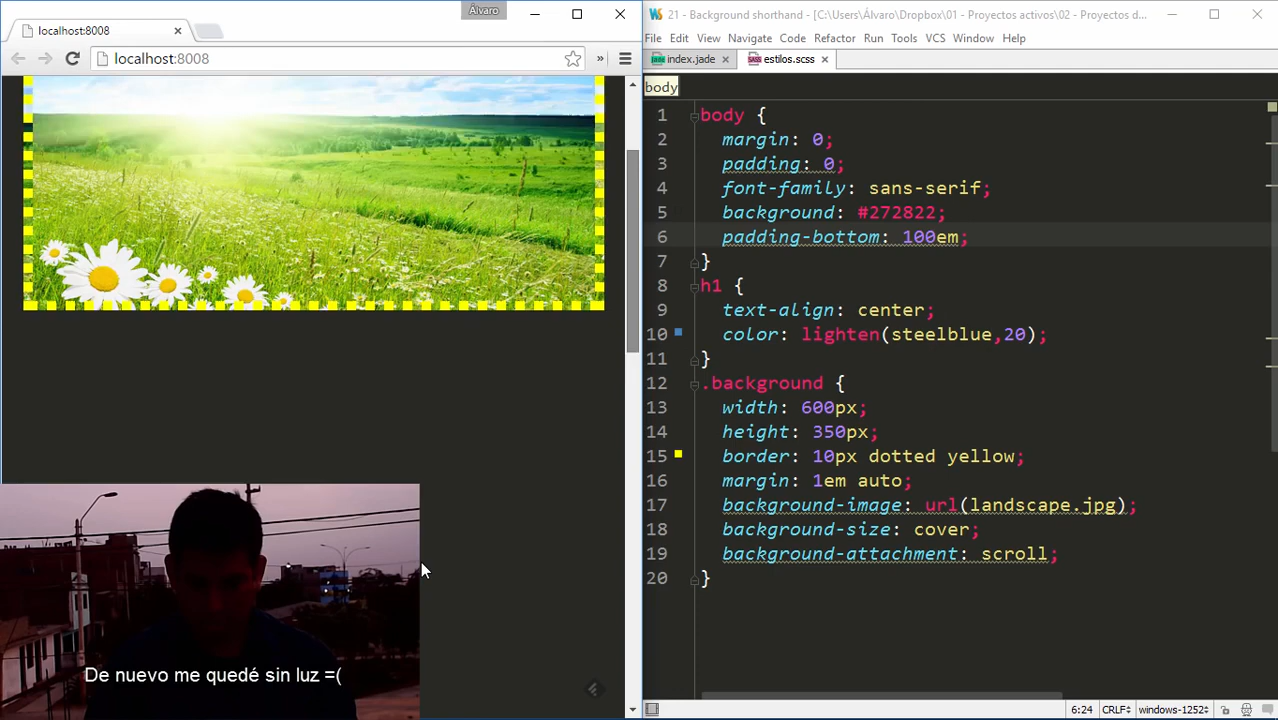 Álvaro
localhost:8008
localhost:8008
»
21 - Background shorthand - [C:\Users\Álvaro\Dropbox\01 - Proyectos activos\02 - Proyectos d...
File Edit View Navigate Code Refactor Run Tools VCS Window Help
index.jade estilos.scss
body
1 body {
2 margin: 0;
3 padding: 0;
4 font-family: sans-serif;
5 background: #272822;
6 padding-bottom: 100em;
7 }
8 h1 {
9 text-align: center;
10 color: lighten(steelblue,20);
11 }
12 .background {
13 width: 600px;
14 height: 350px;
15 border: 10px dotted yellow;
16 margin: 1em auto;
17 background-image: url(landscape.jpg);
18 background-size: cover;
19 background-attachment: scroll;
20 }
De nuevo me quedé sin luz =(
6:24 CRLF÷ windows-1252÷